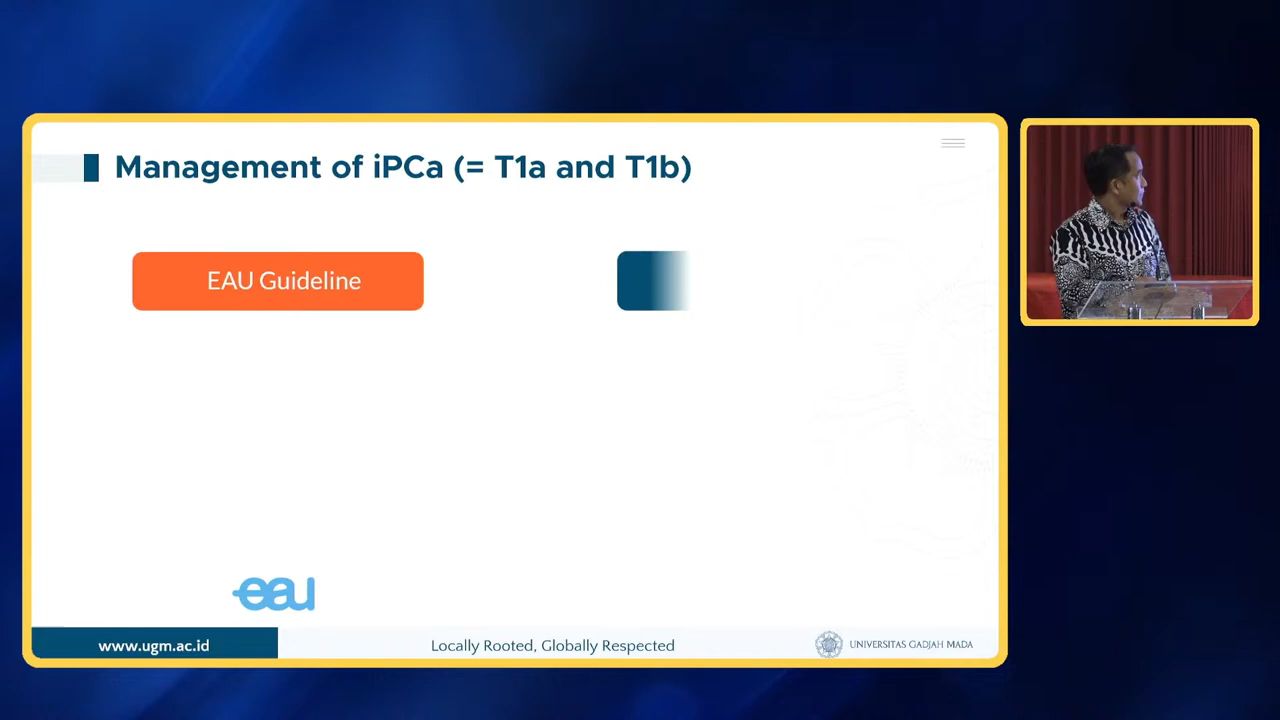 Management of iPCa (= T1a and T1b)
EAU Guideline
eau
www.ugm.ac.id
Locally Rooted, Globally Respected
UNIVERSITAS GADJAH MADA